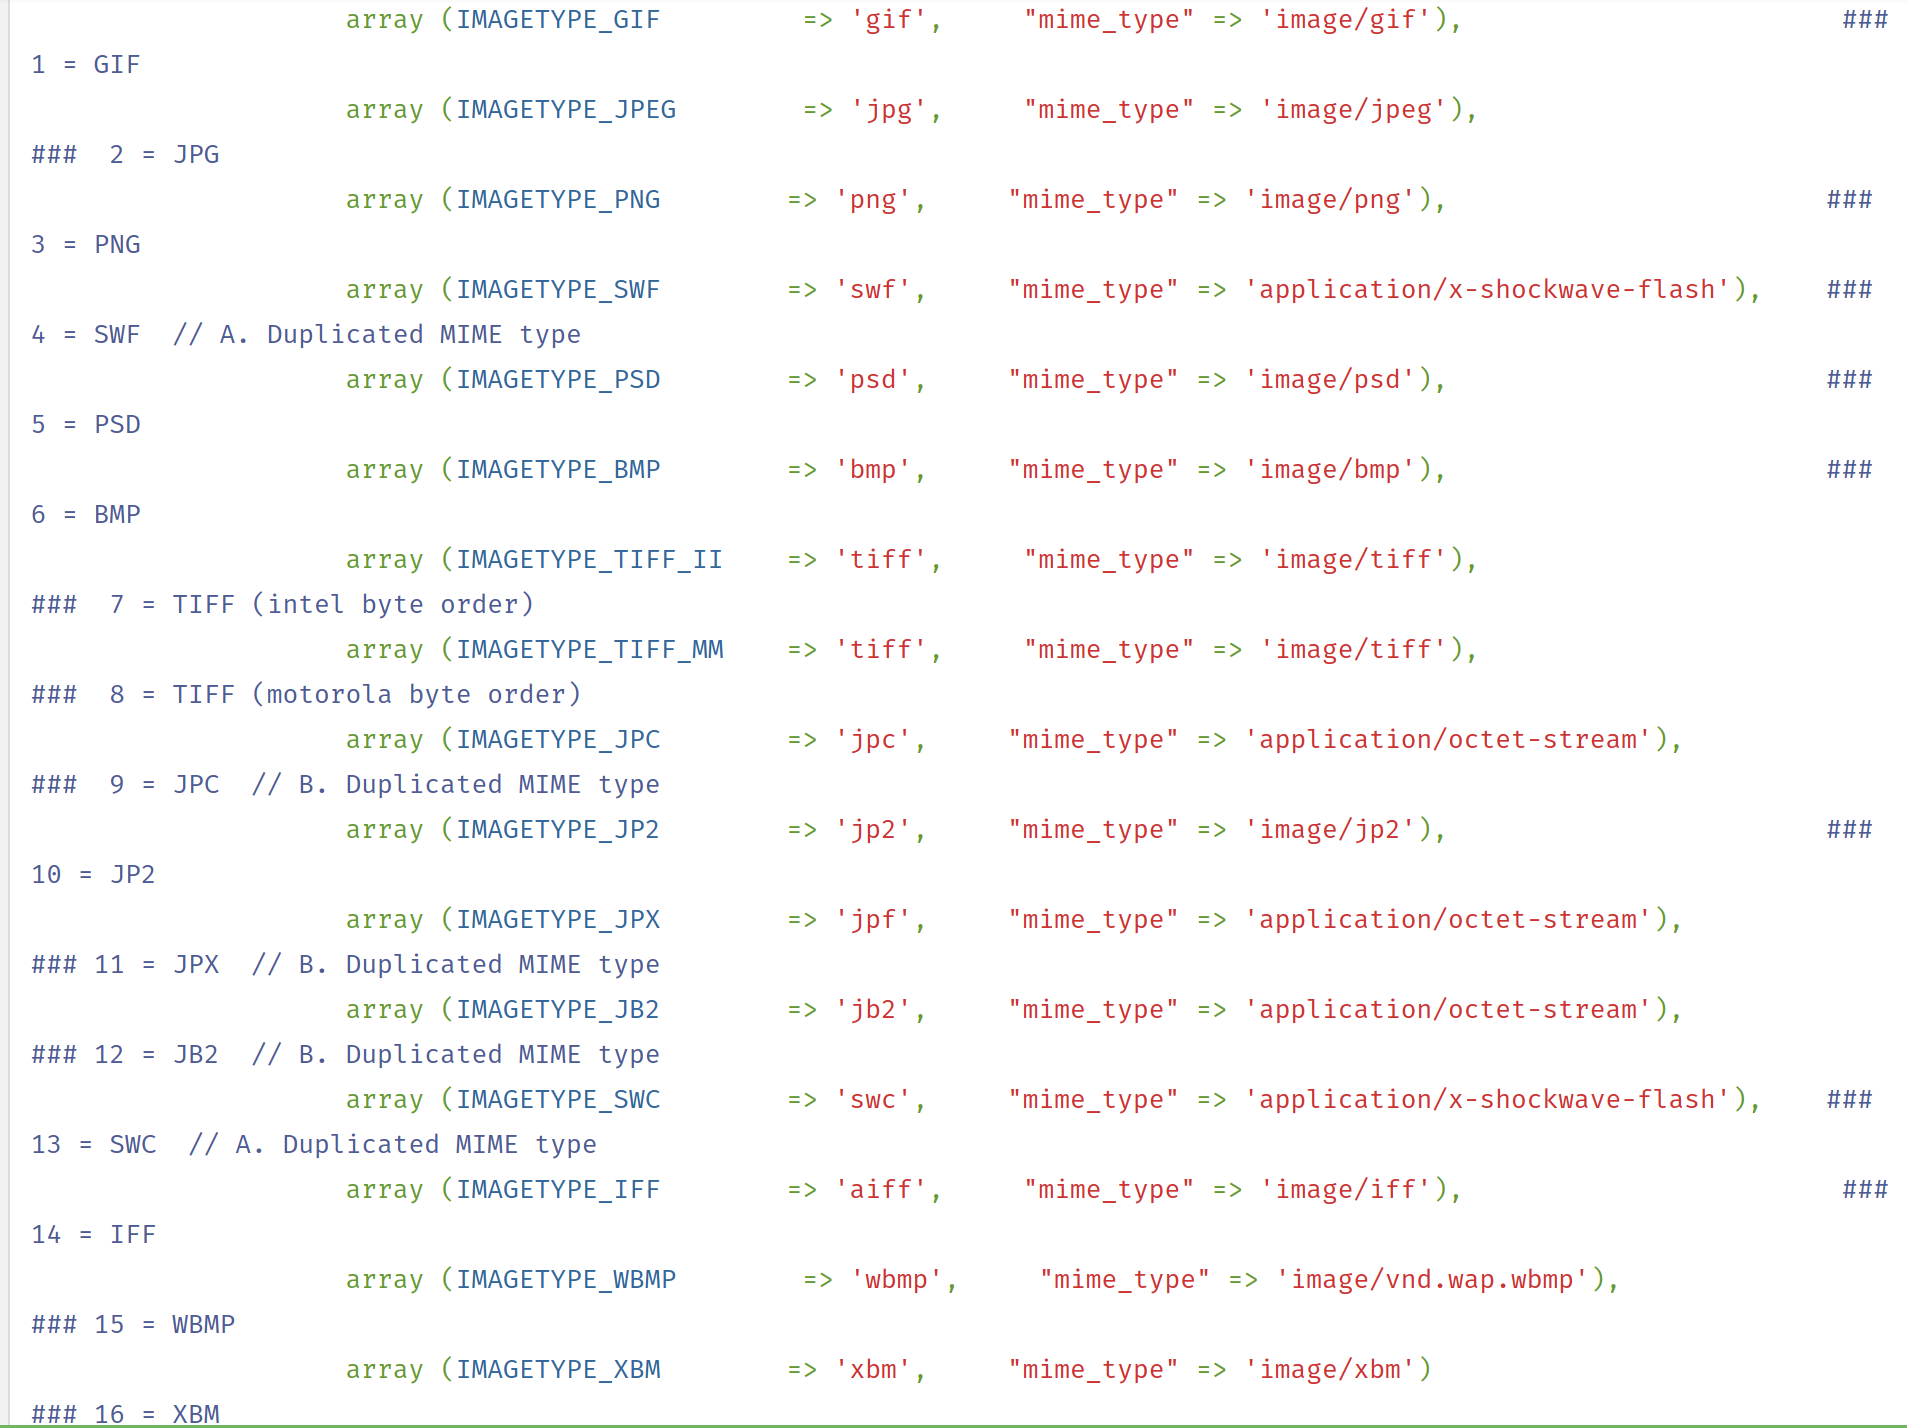 array (IMAGETYPE_GIF => 'gif', "mime_type" => 'image/gif'), ###
1 = GIF
array (IMAGETYPE_JPEG => 'jpg', "mime_type" => 'image/jpeg'),
### 2 = JPG
array (IMAGETYPE_PNG => 'png', "mime_type" => 'image/png'), ###
3 = PNG
array (IMAGETYPE_SWF => 'swf', "mime_type" => 'application/x-shockwave-flash'), ###
4 = SWF // A. Duplicated MIME type
array (IMAGETYPE_PSD => 'psd', "mime_type" => 'image/psd'), ###
5 = PSD
array (IMAGETYPE_BMP => 'bmp', "mime_type" => 'image/bmp'), ###
6 = BMP
array (IMAGETYPE_TIFF_II => 'tiff', "mime_type" => 'image/tiff'),
### 7 = TIFF (intel byte order)
array (IMAGETYPE_TIFF_MM => 'tiff', "mime_type" => 'image/tiff'),
### 8 = TIFF (motorola byte order)
array (IMAGETYPE_JPC => 'jpc', "mime_type" => 'application/octet-stream'),
### 9 = JPC // B. Duplicated MIME type
array (IMAGETYPE_JP2 => 'jp2', "mime_type" => 'image/jp2'), ###
10 = JP2
array (IMAGETYPE_JPX => 'jpf', "mime_type" => 'application/octet-stream'),
### 11 = JPX // B. Duplicated MIME type
array (IMAGETYPE_JB2 => 'jb2', "mime_type" => 'application/octet-stream'),
### 12 = JB2 // B. Duplicated MIME type
array (IMAGETYPE_SWC => 'swc', "mime_type" => 'application/x-shockwave-flash'), ###
13 = SWC // A. Duplicated MIME type
array (IMAGETYPE_IFF => 'aiff', "mime_type" => 'image/iff'), ###
14 = IFF
array (IMAGETYPE_WBMP => 'wbmp', "mime_type" => 'image/vnd.wap.wbmp'),
### 15 = WBMP
array (IMAGETYPE_XBM => 'xbm', "mime_type" => 'image/xbm')
### 16 = XBM